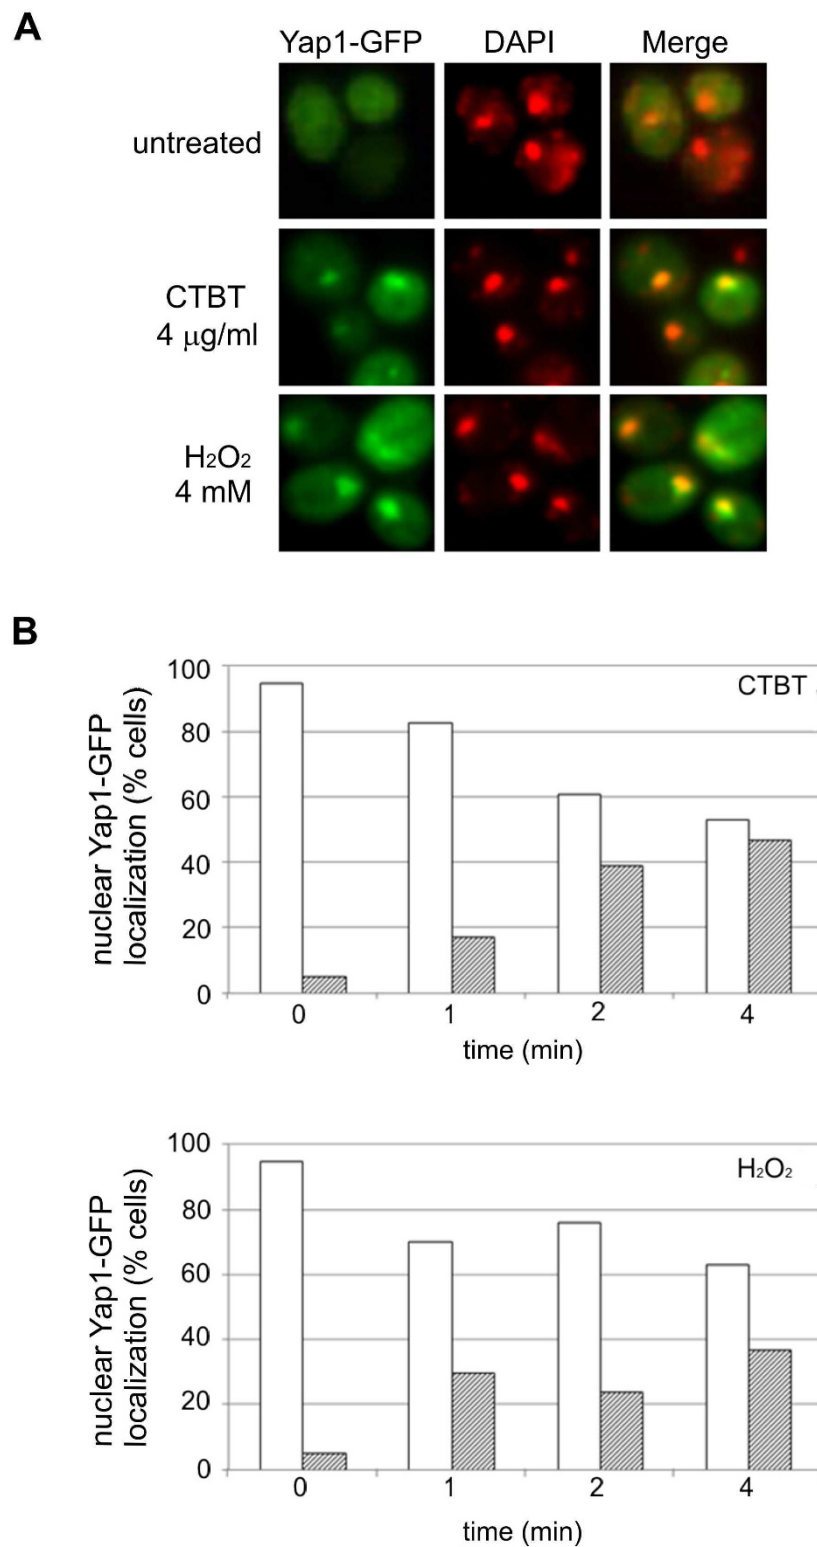 A
Yap1-GFP DAPI Merge
untreated
CTBT
4 μg/ml
H₂O₂
4 mM
B
nuclear Yap1-GFP
localization (% cells)
100
80
60
40
20
0
CTBT
0 1 2 4
time (min)
nuclear Yap1-GFP
localization (% cells)
100
80
60
40
20
0
H₂O₂
0 1 2 4
time (min)